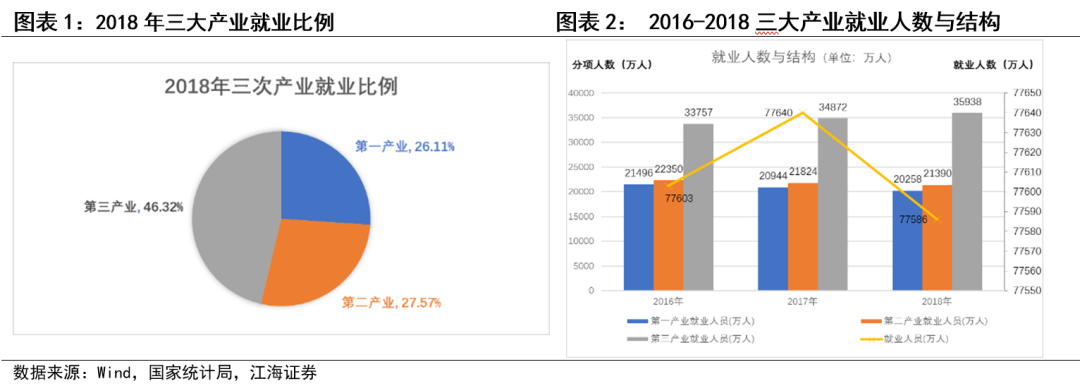 图表 1：2018 年三大产业就业比例
2018年三次产业就业比例
第一产业, 26.11%
第三产业, 46.32%
第二产业, 27.57%
图表 2： 2016-2018 三大产业就业人数与结构
就业人数与结构（单位：万人）
分项人数（万人）
就业人数（万人）
40000
35000
30000
25000
20000
15000
10000
5000
0
21496 22350 33757
77603
20944 21824 34872
77640
20258 21390 35938
77586
77650
77640
77630
77620
77610
77600
77590
77580
77570
77560
77550
2016年 2017年 2018年
第一产业就业人员(万人) 第二产业就业人员(万人)
第三产业就业人员(万人) 就业人员(万人)
数据来源：Wind，国家统计局，江海证券